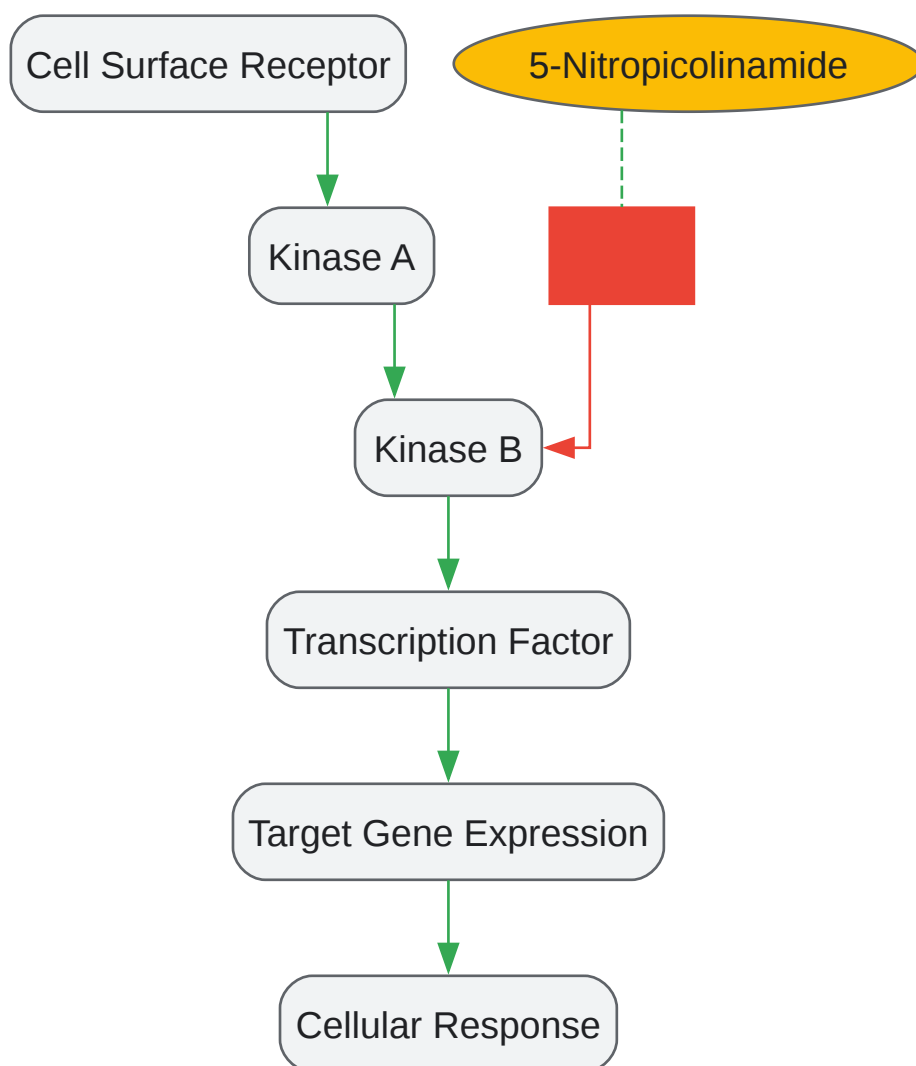 Cell Surface Receptor
5-Nitropicolinamide
Kinase A
Kinase B
Transcription Factor
Target Gene Expression
Cellular Response